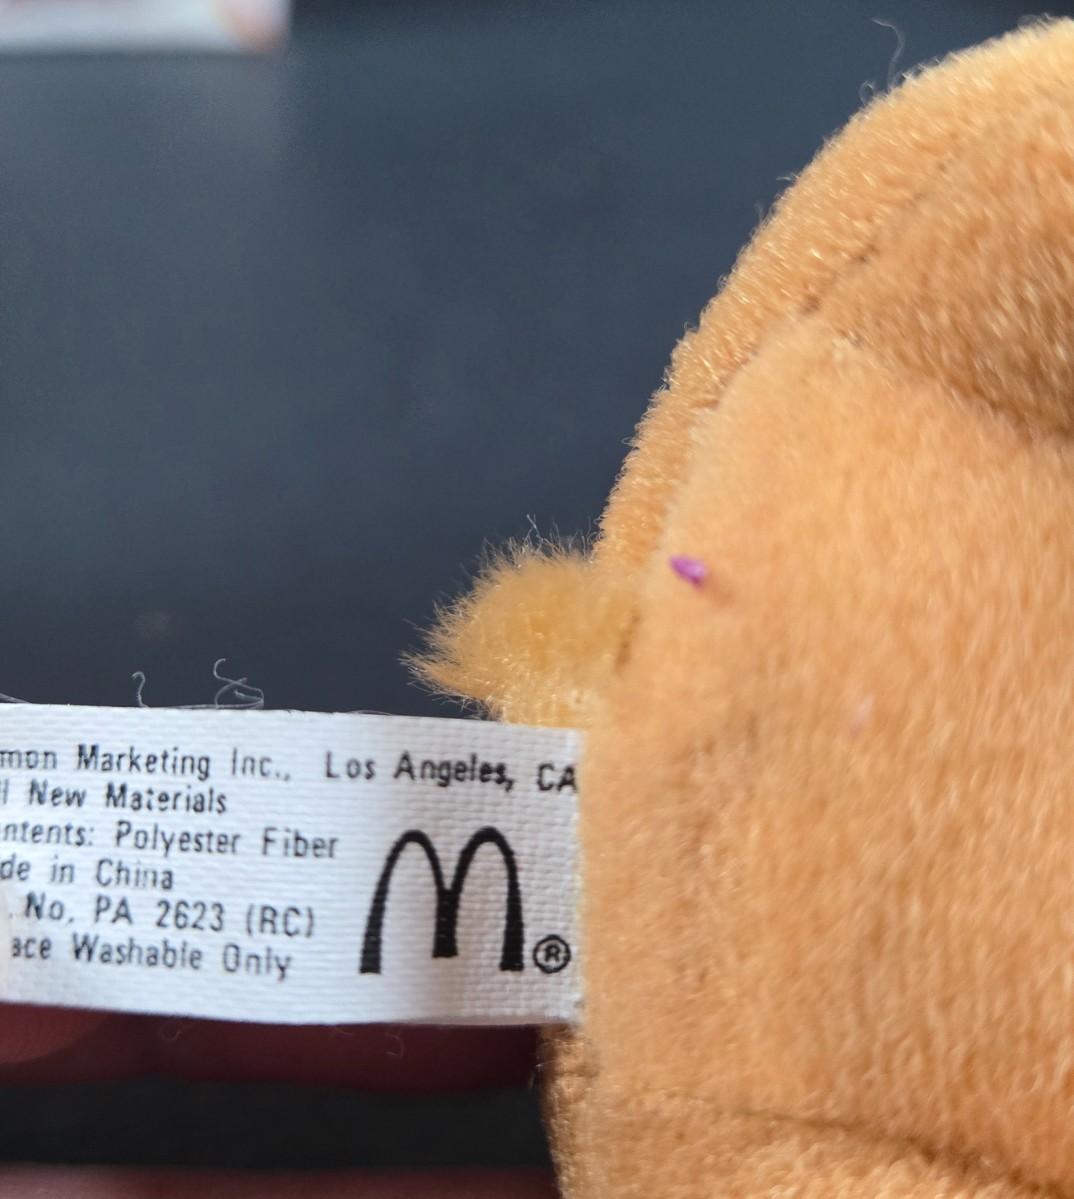 mon Marketing Inc., Los Angeles, CA
l New Materials
ntents: Polyester Fiber
de in China
. No. PA 2623 (RC)
ace Washable Only
M ®